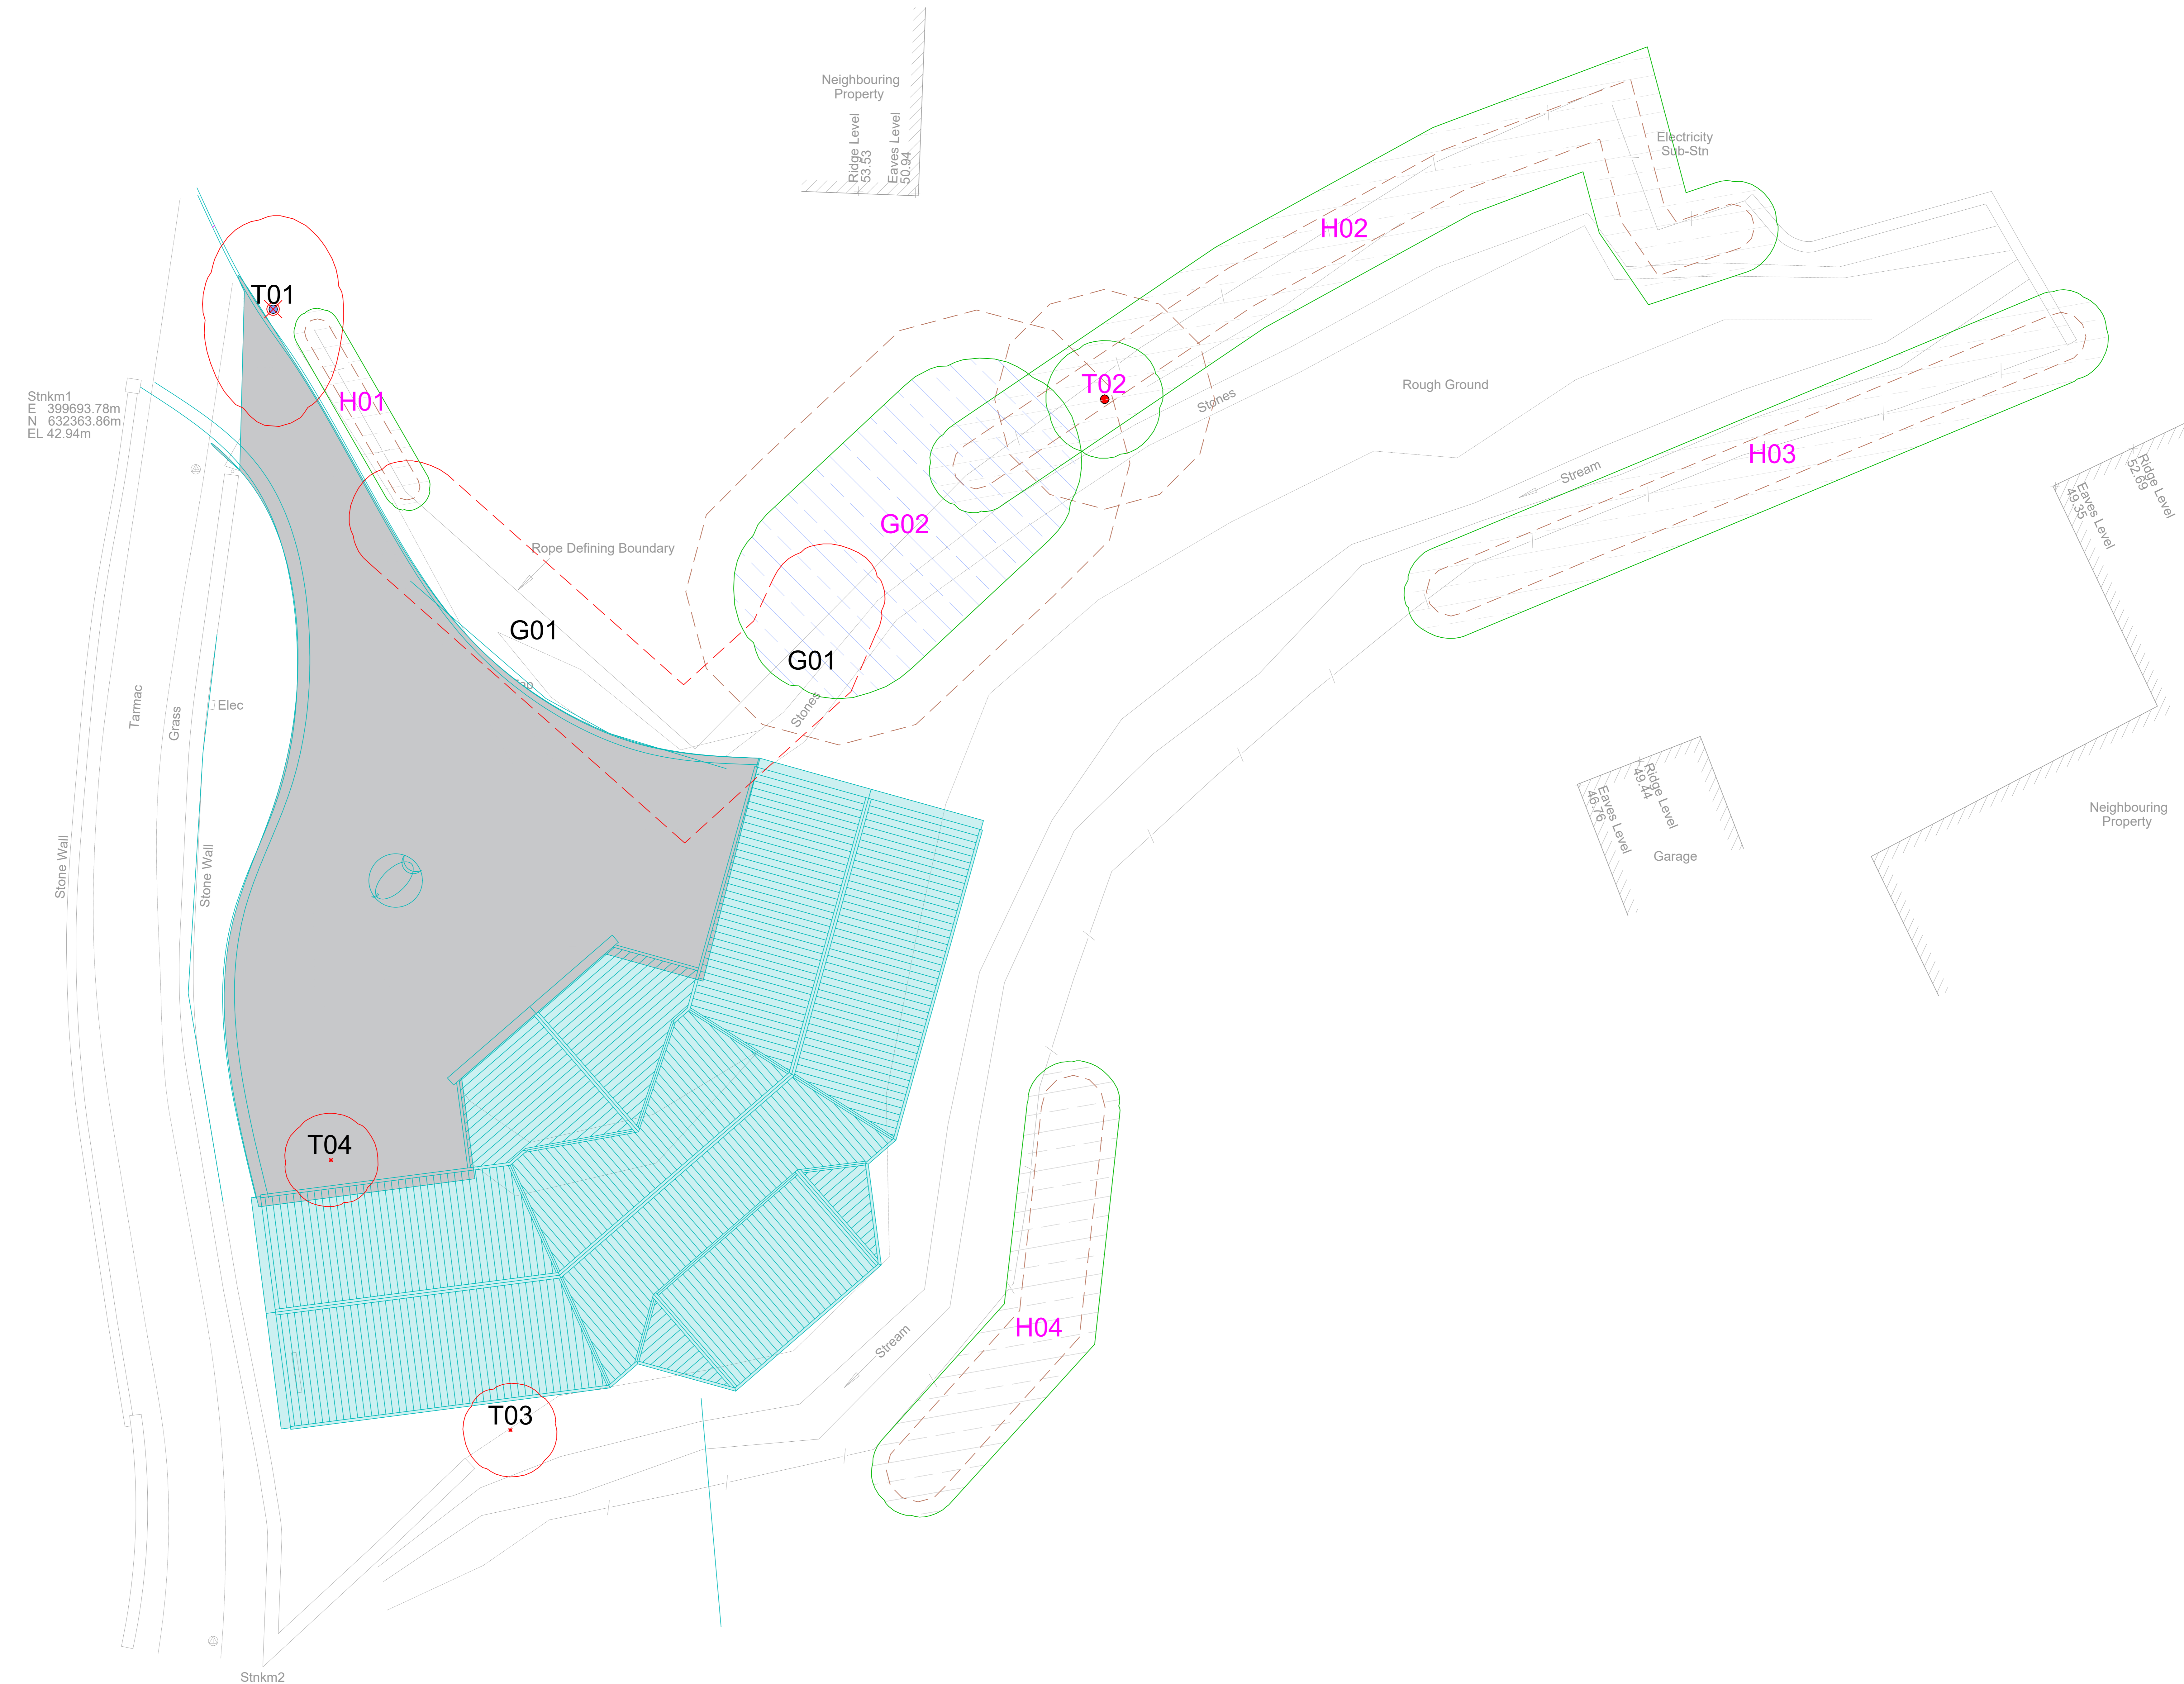 Neighbouring
Property
Ridge Level
53.53
Eaves Level
50.94
Electricity
Sub-Stn
H02
T01
H01
T02
Stones
Rough Ground
Stnkm1
E 399693.78m
N 632363.86m
EL 42.94m
H03
Stream
Ridge Level
52.69
Eaves Level
49.35
G02
Rope Defining Boundary
G01
G01
Stones
Tarmac
Grass
Elec
Stone Wall
Stone Wall
Ridge Level
49.44
Eaves Level
46.76
Garage
Neighbouring
Property
T04
H04
Stream
T03
Stnkm2